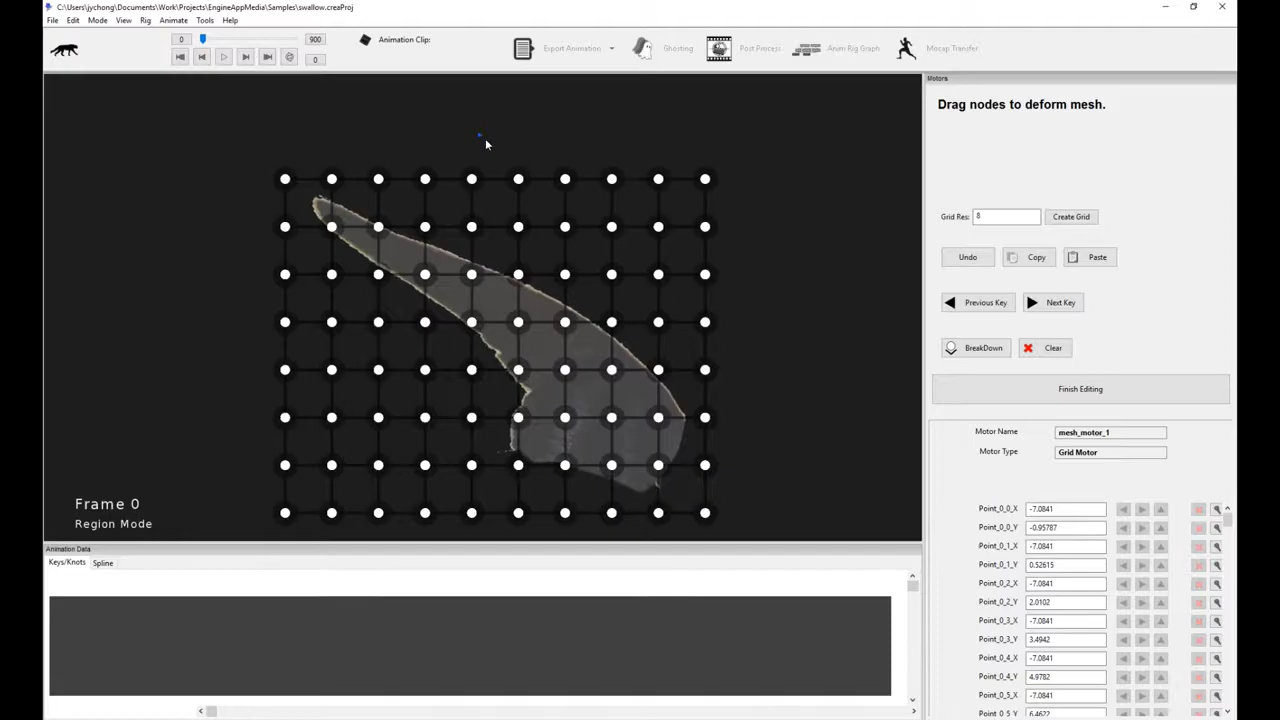 C:\Users\jychong\Documents\Work\Projects\EngineAppMedia\Samples\swallow.creaProj
File Edit Mode View Rig Animate Tools Help
0 900 Animation Clip: Export Animation Ghosting Post Process Anim Rig Graph Mocap Transfer
0
Motors
Drag nodes to deform mesh.
Grid Res: 8 Create Grid
Undo Copy Paste
Previous Key Next Key
BreakDown Clear
Finish Editing
Motor Name mesh_motor_1
Motor Type Grid Motor
Frame 0
Region Mode
Point_0_0_X -7.0841
Point_0_0_Y -0.95787
Point_0_1_X -7.0841
Point_0_1_Y 0.52615
Point_0_2_X -7.0841
Point_0_2_Y 2.0102
Point_0_3_X -7.0841
Point_0_3_Y 3.4942
Point_0_4_X -7.0841
Point_0_4_Y 4.9782
Point_0_5_X -7.0841
Point_0_5_Y 6.4622
Animation Data
Keys/Knots Spline